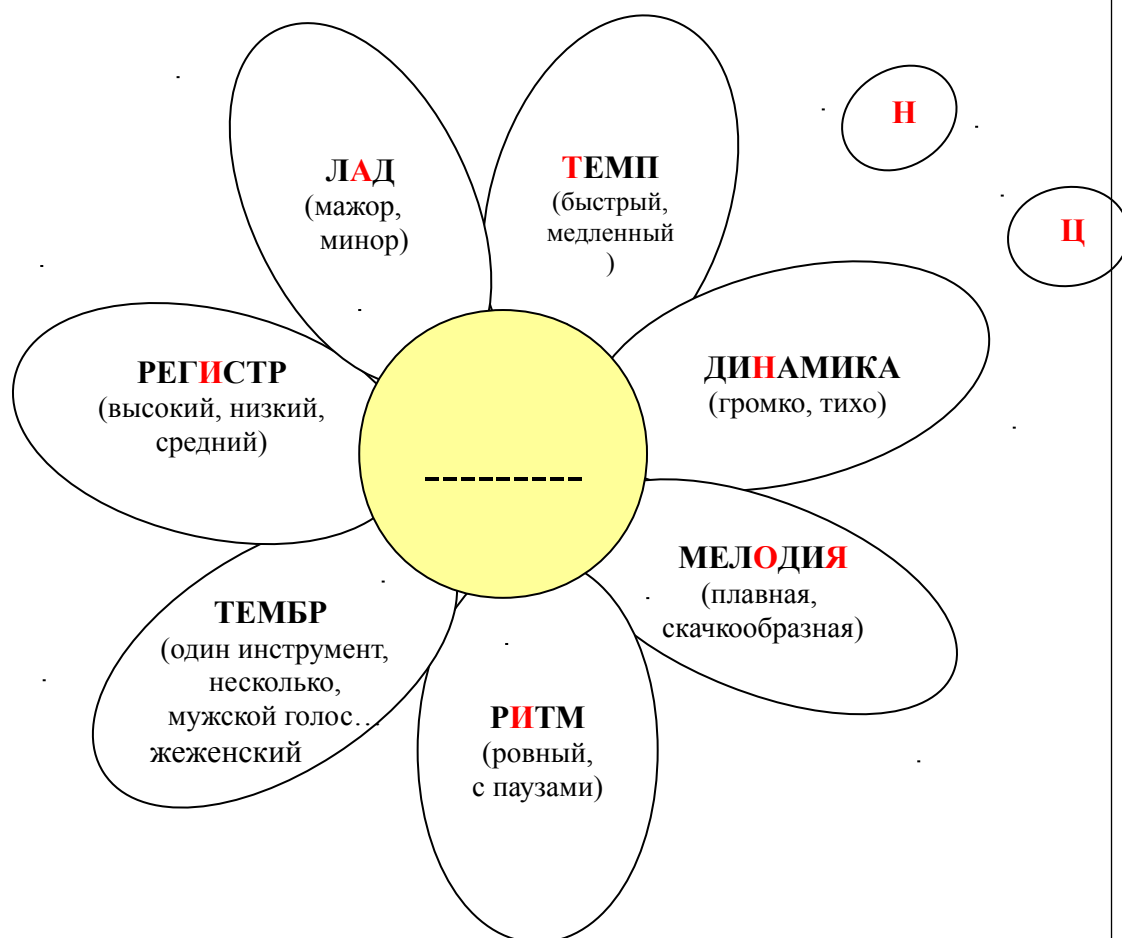 ЛАД
(мажор,
минор)
ТЕМП
(быстрый,
медленный
)
Н
Ц
РЕГИСТР
(высокий, низкий,
средний)
ДИНАМИКА
(громко, тихо)
---------
МЕЛОДИЯ
(плавная,
скачкообразная)
ТЕМБР
(один инструмент,
несколько,
мужской голос…
жеженский
РИТМ
(ровный,
с паузами)